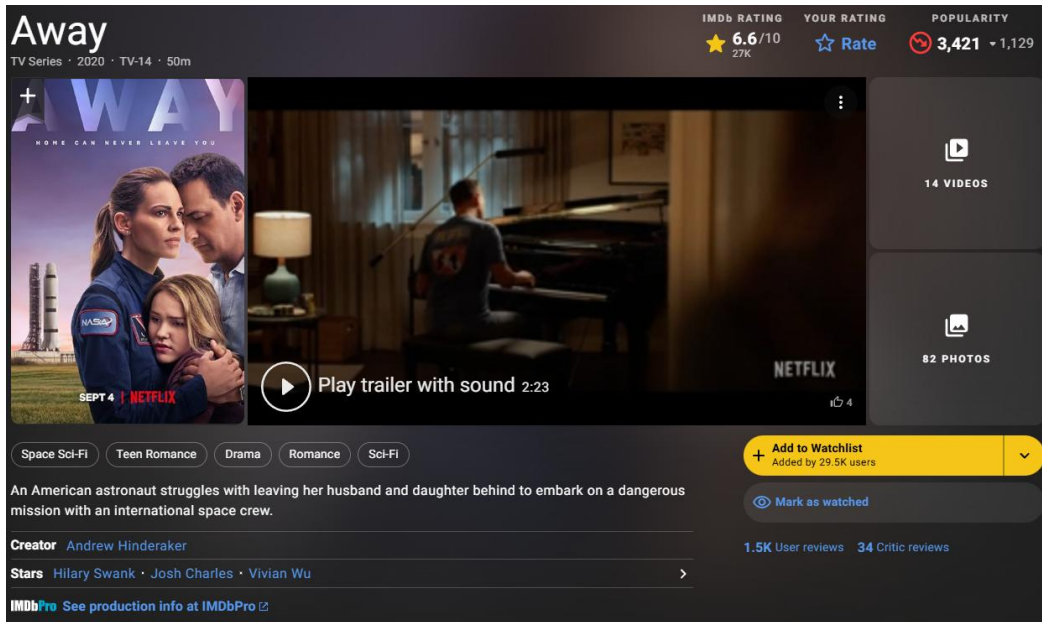 Away
TV Series · 2020 · TV-14 · 50m
IMDb RATING
6.6/10
27K
YOUR RATING
Rate
POPULARITY
3,421
1,129
AWAY
HOME CAN NEVER LEAVE YOU
NASA
SEPT 4 | NETFLIX
Play trailer with sound 2:23
NETFLIX
4
14 VIDEOS
82 PHOTOS
Space Sci-Fi
Teen Romance
Drama
Romance
Sci-Fi
An American astronaut struggles with leaving her husband and daughter behind to embark on a dangerous
mission with an international space crew.
Creator Andrew Hinderaker
Stars Hilary Swank · Josh Charles · Vivian Wu
IMDbPro See production info at IMDbPro
Add to Watchlist
Added by 29.5K users
Mark as watched
1.5K User reviews 34 Critic reviews